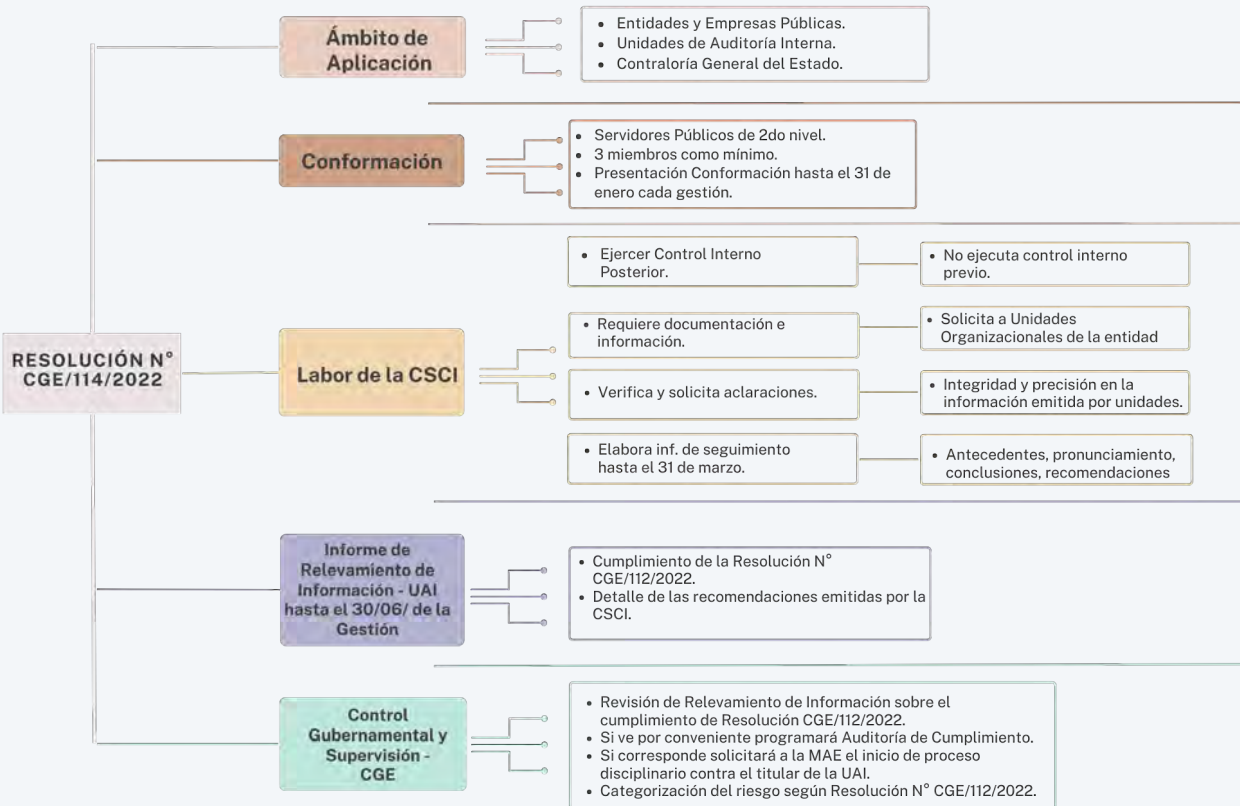 RESOLUCIÓN N°
CGE/114/2022
Ámbito de
Aplicación
• Entidades y Empresas Públicas.
• Unidades de Auditoría Interna.
• Contraloría General del Estado.
Conformación
• Servidores Públicos de 2do nivel.
• 3 miembros como mínimo.
• Presentación Conformación hasta el 31 de
enero cada gestión.
Labor de la CSCI
• Ejercer Control Interno
Posterior.
• No ejecuta control interno
previo.
• Requiere documentación e
información.
• Solicita a Unidades
Organizacionales de la entidad
• Verifica y solicita aclaraciones.
• Integridad y precisión en la
información emitida por unidades.
• Elabora inf. de seguimiento
hasta el 31 de marzo.
• Antecedentes, pronunciamiento,
conclusiones, recomendaciones
Informe de
Relevamiento de
Información - UAI
hasta el 30/06/ de la
Gestión
• Cumplimiento de la Resolución N°
CGE/112/2022.
• Detalle de las recomendaciones emitidas por la
CSCI.
Control
Gubernamental y
Supervisión -
CGE
• Revisión de Relevamiento de Información sobre el
cumplimiento de Resolución CGE/112/2022.
• Si ve por conveniente programará Auditoría de Cumplimiento.
• Si corresponde solicitará a la MAE el inicio de proceso
disciplinario contra el titular de la UAI.
• Categorización del riesgo según Resolución N° CGE/112/2022.